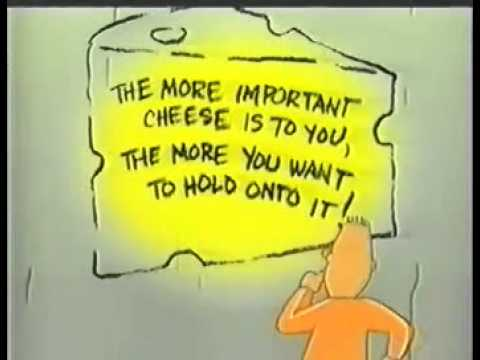 THE MORE IMPORTANT
CHEESE IS TO YOU,
THE MORE YOU WANT
TO HOLD ONTO IT!